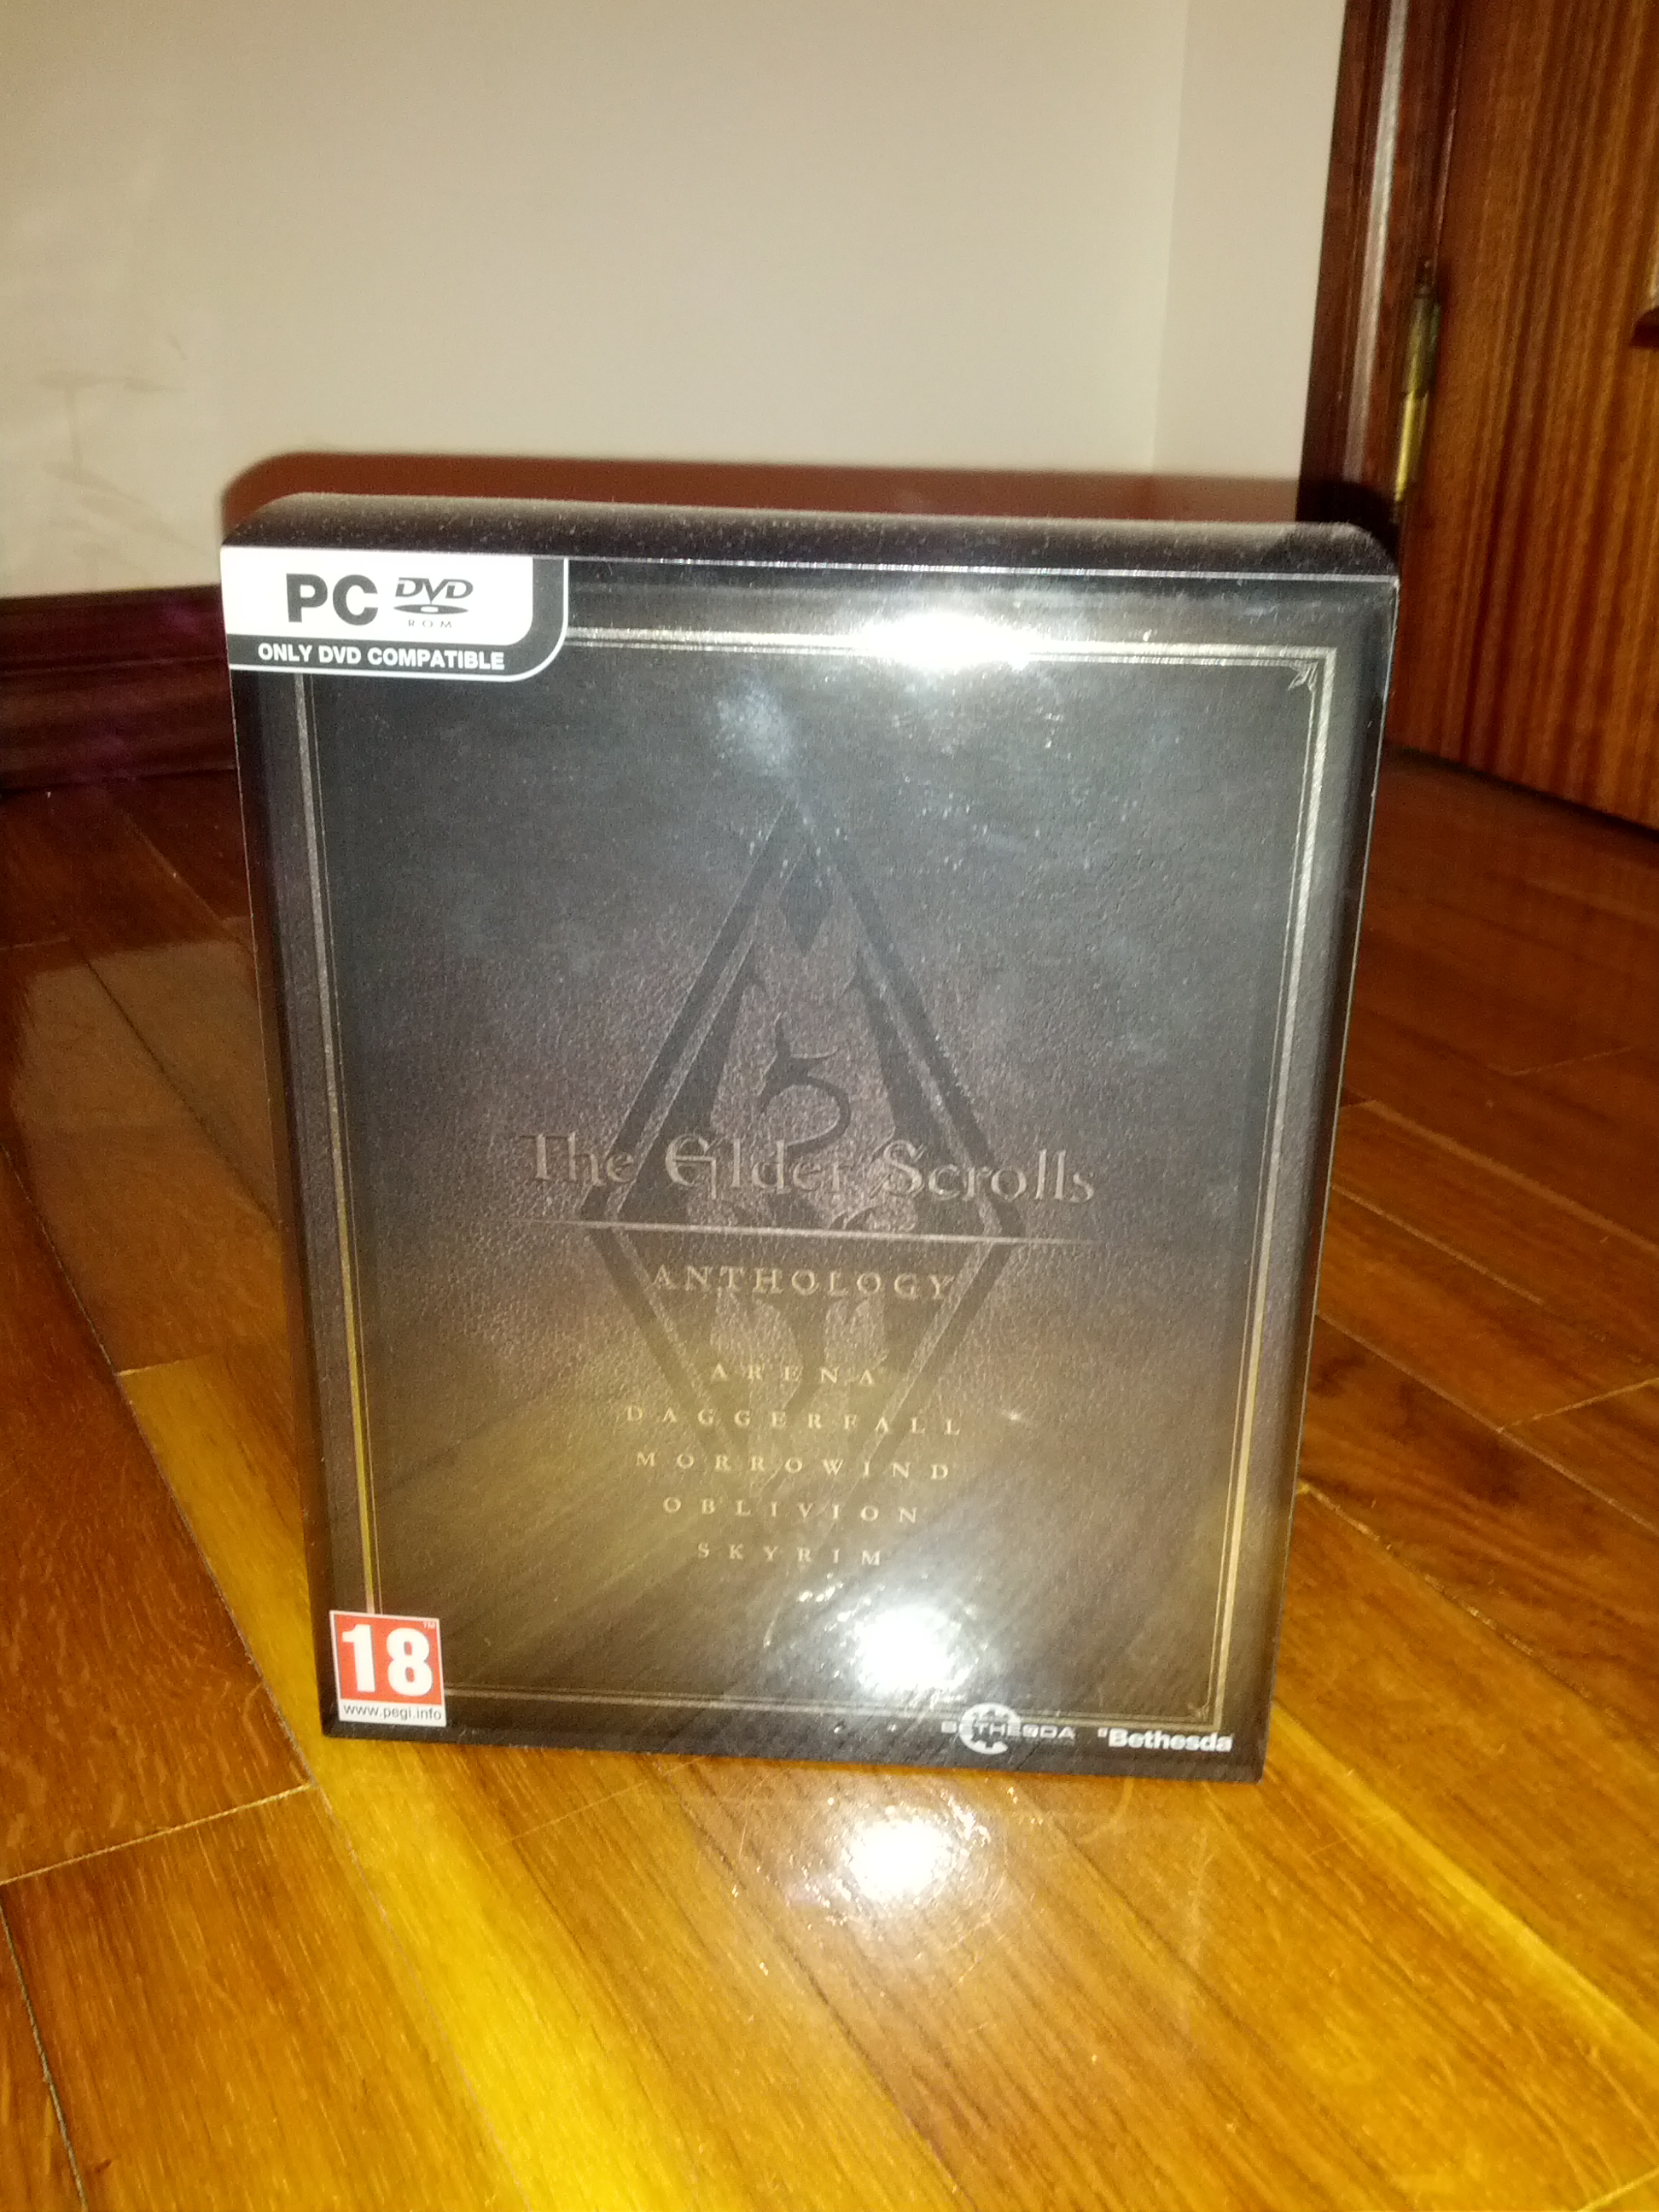 PC DVD
ROM
ONLY DVD COMPATIBLE
The Elder Scrolls
ANTHOLOGY
ARENA
DAGGERFALL
MORROWIND
OBLIVION
SKYRIM
18™
www.pegi.info
BETHESDA
Bethesda